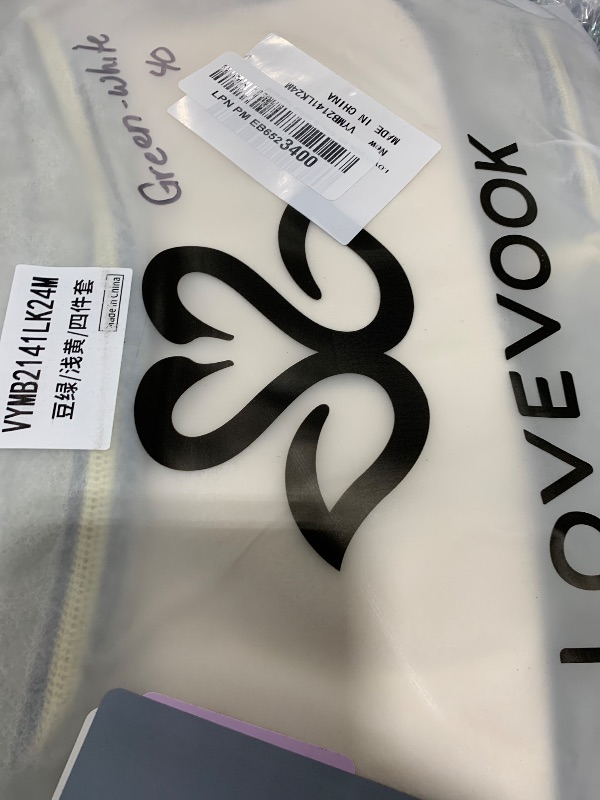 Green-white
40
LPN PM EB6523400
New
VYMB2141LK24M
MADE IN CHINA
LOVEVOOK
VYMB2141LK24M
豆绿/浅黄/四件套
Made in China